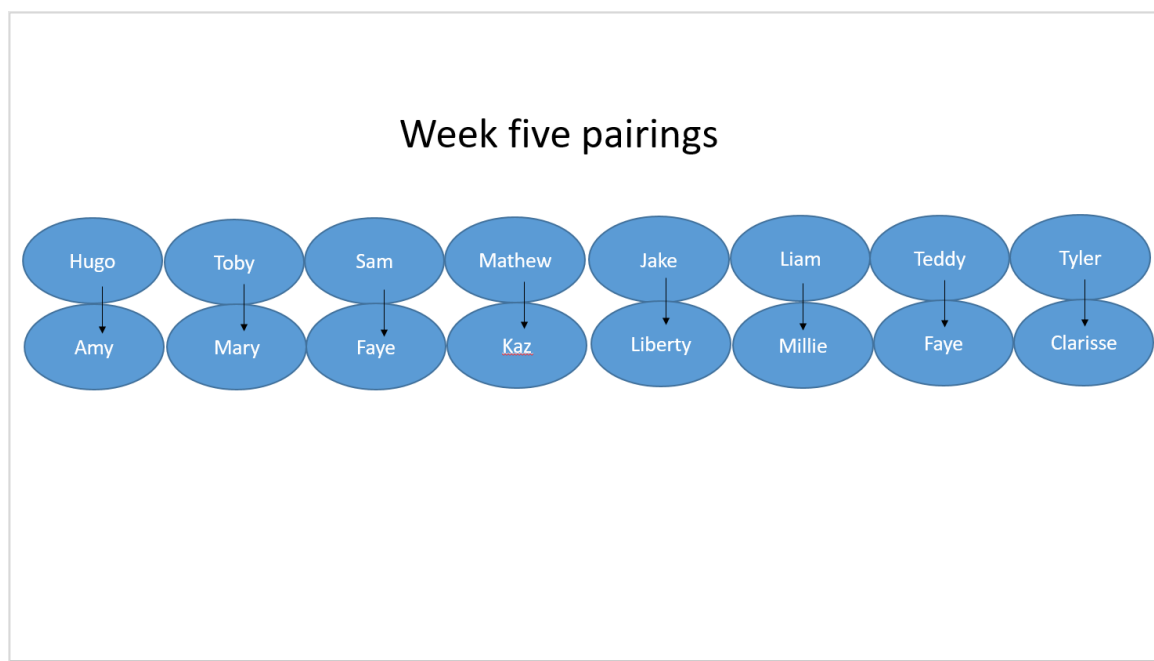 Week five pairings
Hugo Toby Sam Mathew Jake Liam Teddy Tyler
Amy Mary Faye Kaz Liberty Millie Faye Clarisse